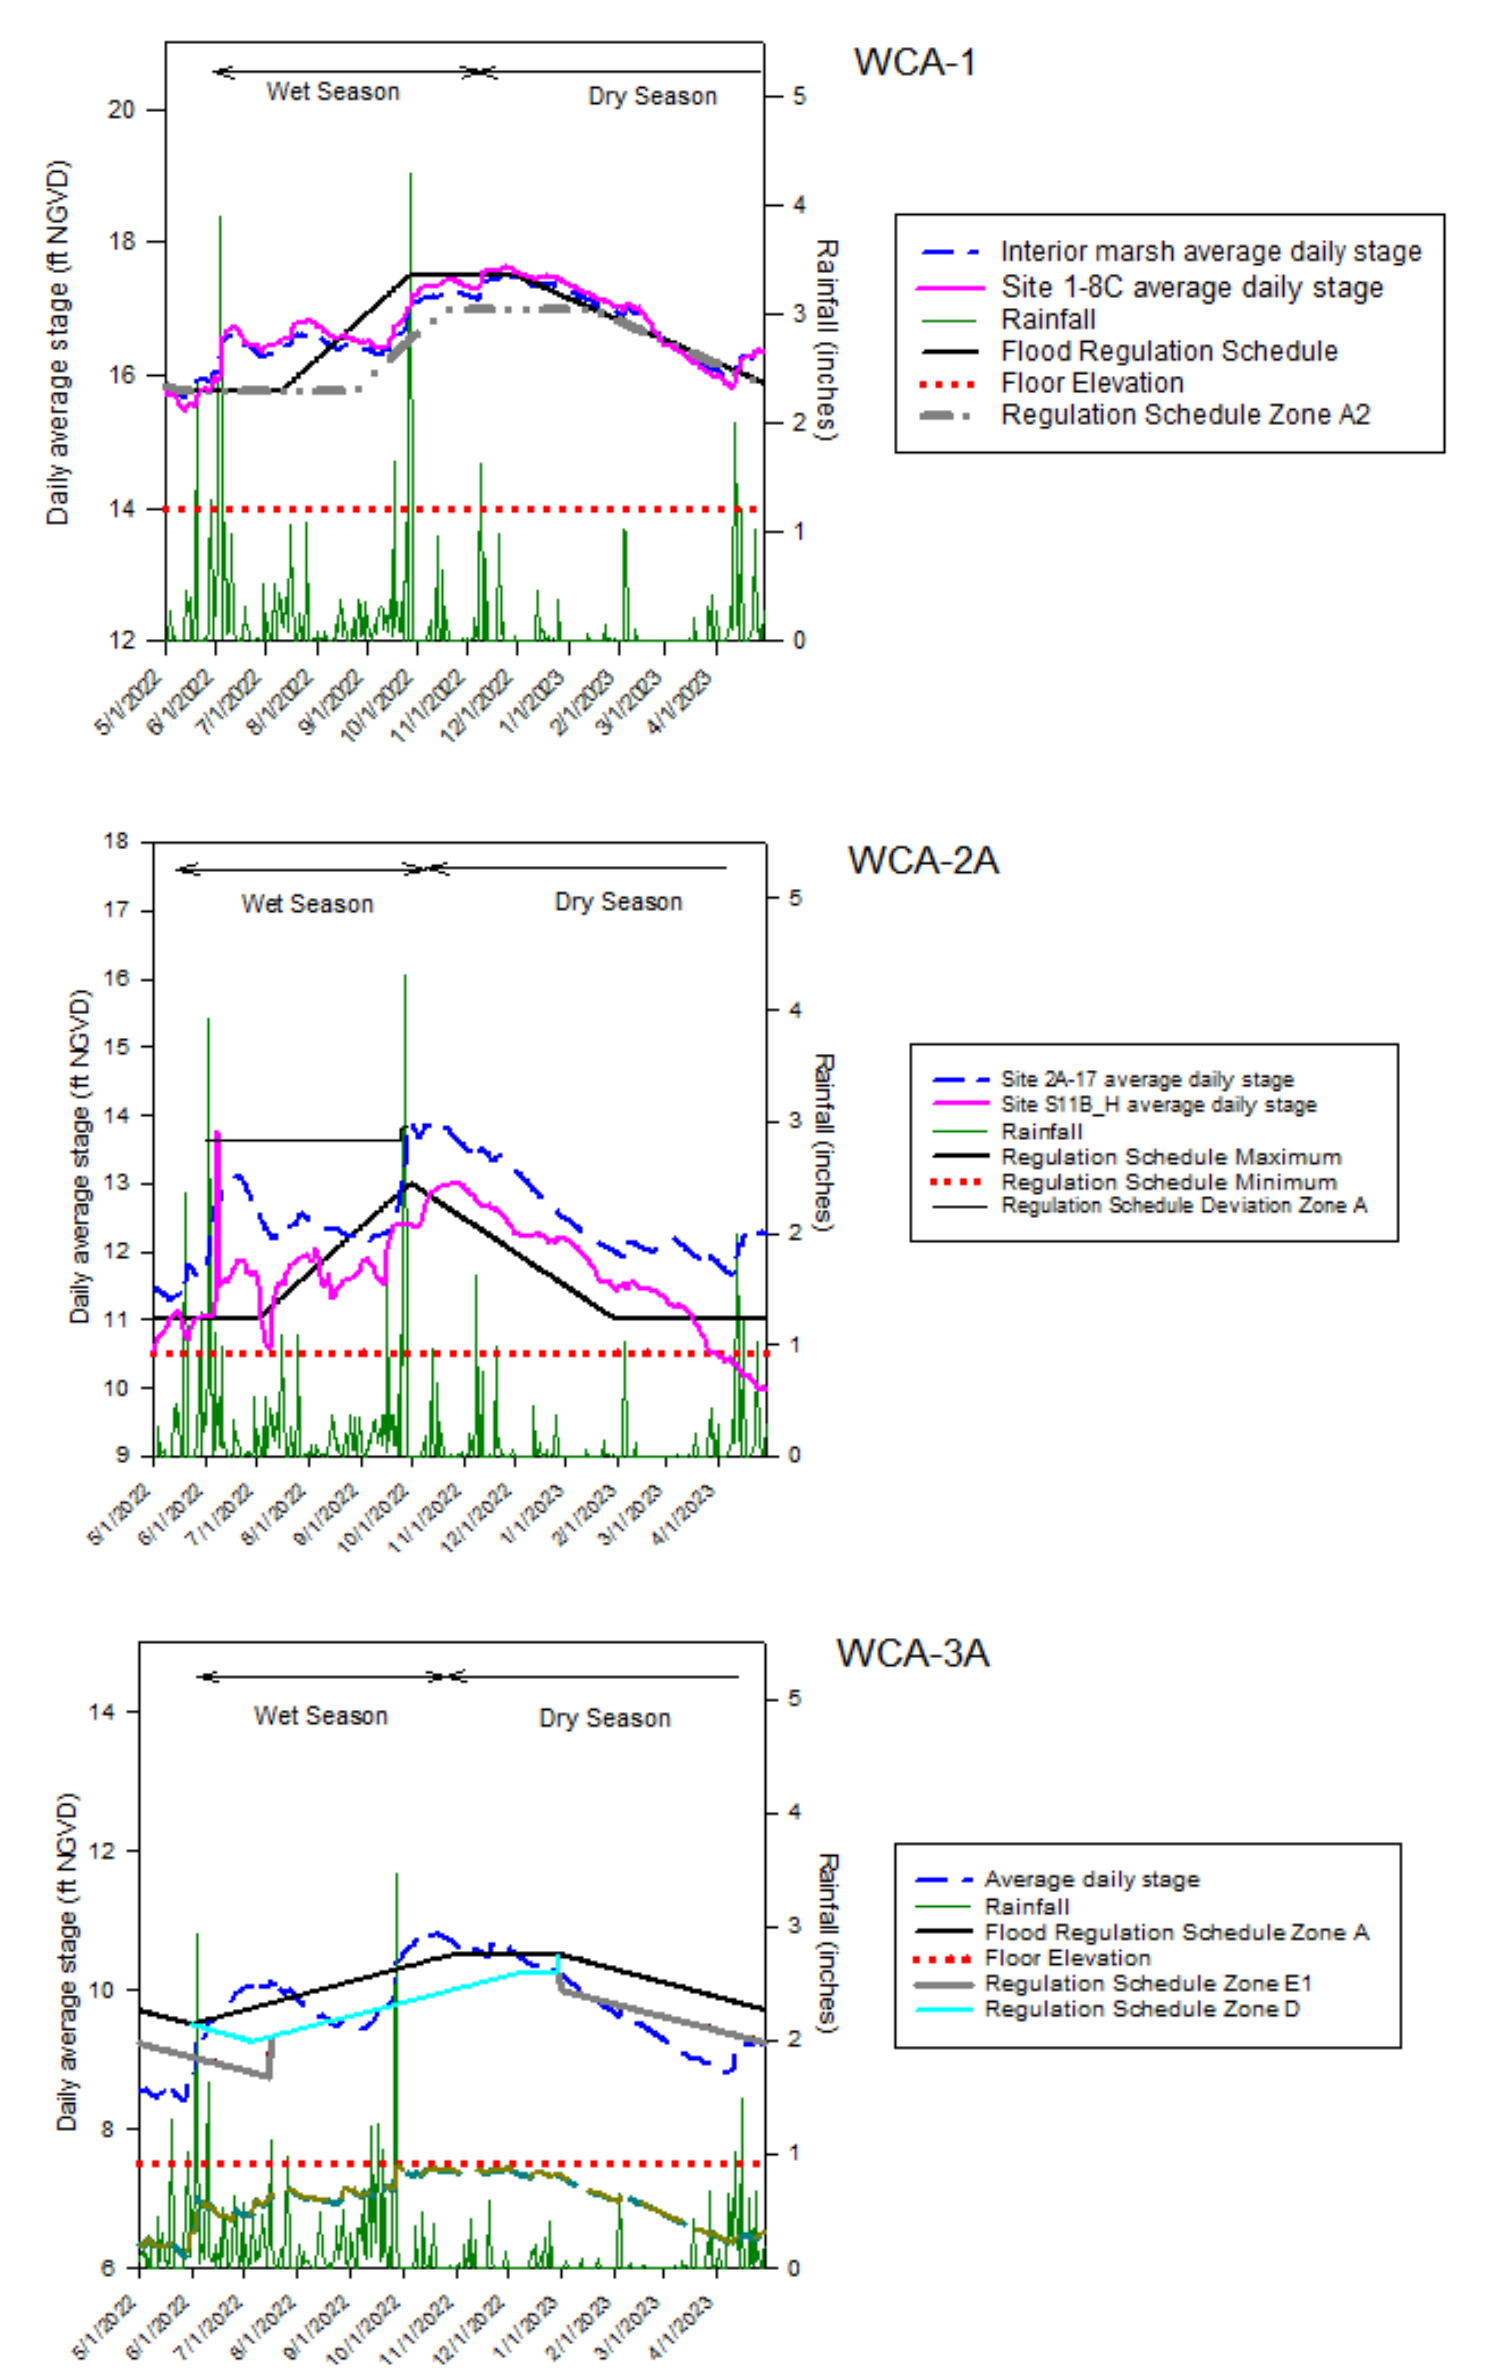 WCA-1
Wet Season
Dry Season
Daily average stage (ft NGVD)
20
18
16
14
12
5
4
3
2
1
0
Rainfall (inches)
5/1/2022
6/1/2022
7/1/2022
8/1/2022
9/1/2022
10/1/2022
11/1/2022
12/1/2022
1/1/2023
2/1/2023
3/1/2023
4/1/2023
Interior marsh average daily stage
Site 1-8C average daily stage
Rainfall
Flood Regulation Schedule
Floor Elevation
Regulation Schedule Zone A2
WCA-2A
Wet Season
Dry Season
Daily average stage (ft NGVD)
18
17
16
15
14
13
12
11
10
9
5
4
3
2
1
0
Rainfall (inches)
5/1/2022
6/1/2022
7/1/2022
8/1/2022
9/1/2022
10/1/2022
11/1/2022
12/1/2022
1/1/2023
2/1/2023
3/1/2023
4/1/2023
Site 2A-17 average daily stage
Site S11B_H average daily stage
Rainfall
Regulation Schedule Maximum
Regulation Schedule Minimum
Regulation Schedule Deviation Zone A
WCA-3A
Wet Season
Dry Season
Daily average stage (ft NGVD)
14
12
10
8
6
5
4
3
2
1
0
Rainfall (inches)
5/1/2022
6/1/2022
7/1/2022
8/1/2022
9/1/2022
10/1/2022
11/1/2022
12/1/2022
1/1/2023
2/1/2023
3/1/2023
4/1/2023
Average daily stage
Rainfall
Flood Regulation Schedule Zone A
Floor Elevation
Regulation Schedule Zone E1
Regulation Schedule Zone D